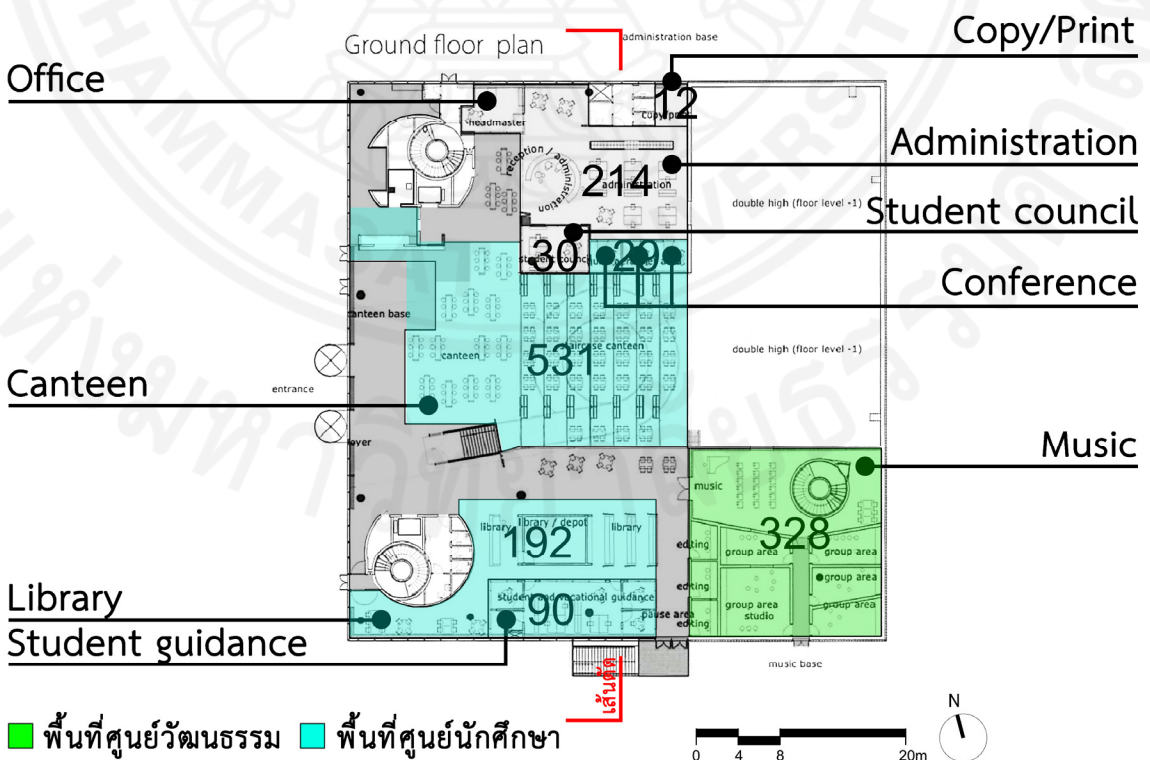 Ground floor plan
administration base
Copy/Print
Office
12
copy/print
headmaster
Administration
reception / administration
214
administration
double high (floor level -1)
Student council
30
student council
29
Conference
canteen base
staircase canteen
531
canteen
double high (floor level -1)
entrance
Canteen
foyer
Music
music
328
library
library / depot
library
192
editing
group area
group area
editing
group area
Library
student and vocational guidance
90
group area
studio
group area
pause area
editing
Student guidance
music base
เส้นตัด
พื้นที่ศูนย์วัฒนธรรม
พื้นที่ศูนย์นักศึกษา
N
0 4 8 20m